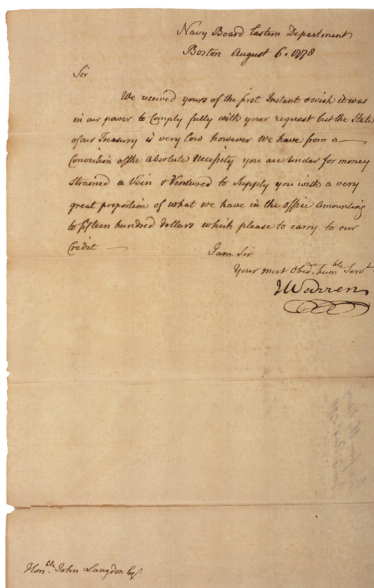 Navy Board Eastern Department
Boston August 6. 1778
Sir
We received yours of the first Instant & wish it was
in our power to Comply fully with your request but the State
of our Treasury is very low however We have from a
Conviction of the absolute Necessity you are under for money
Strained a Vein & Ventured to Supply you with a very
great proportion of what we have in the office amounting
to fifteen hundred dollars which please to carry to our
Credit —
I am Sir
Your most Obedt. humble Servt.
J Warren
Honble. John Langdon Esq.